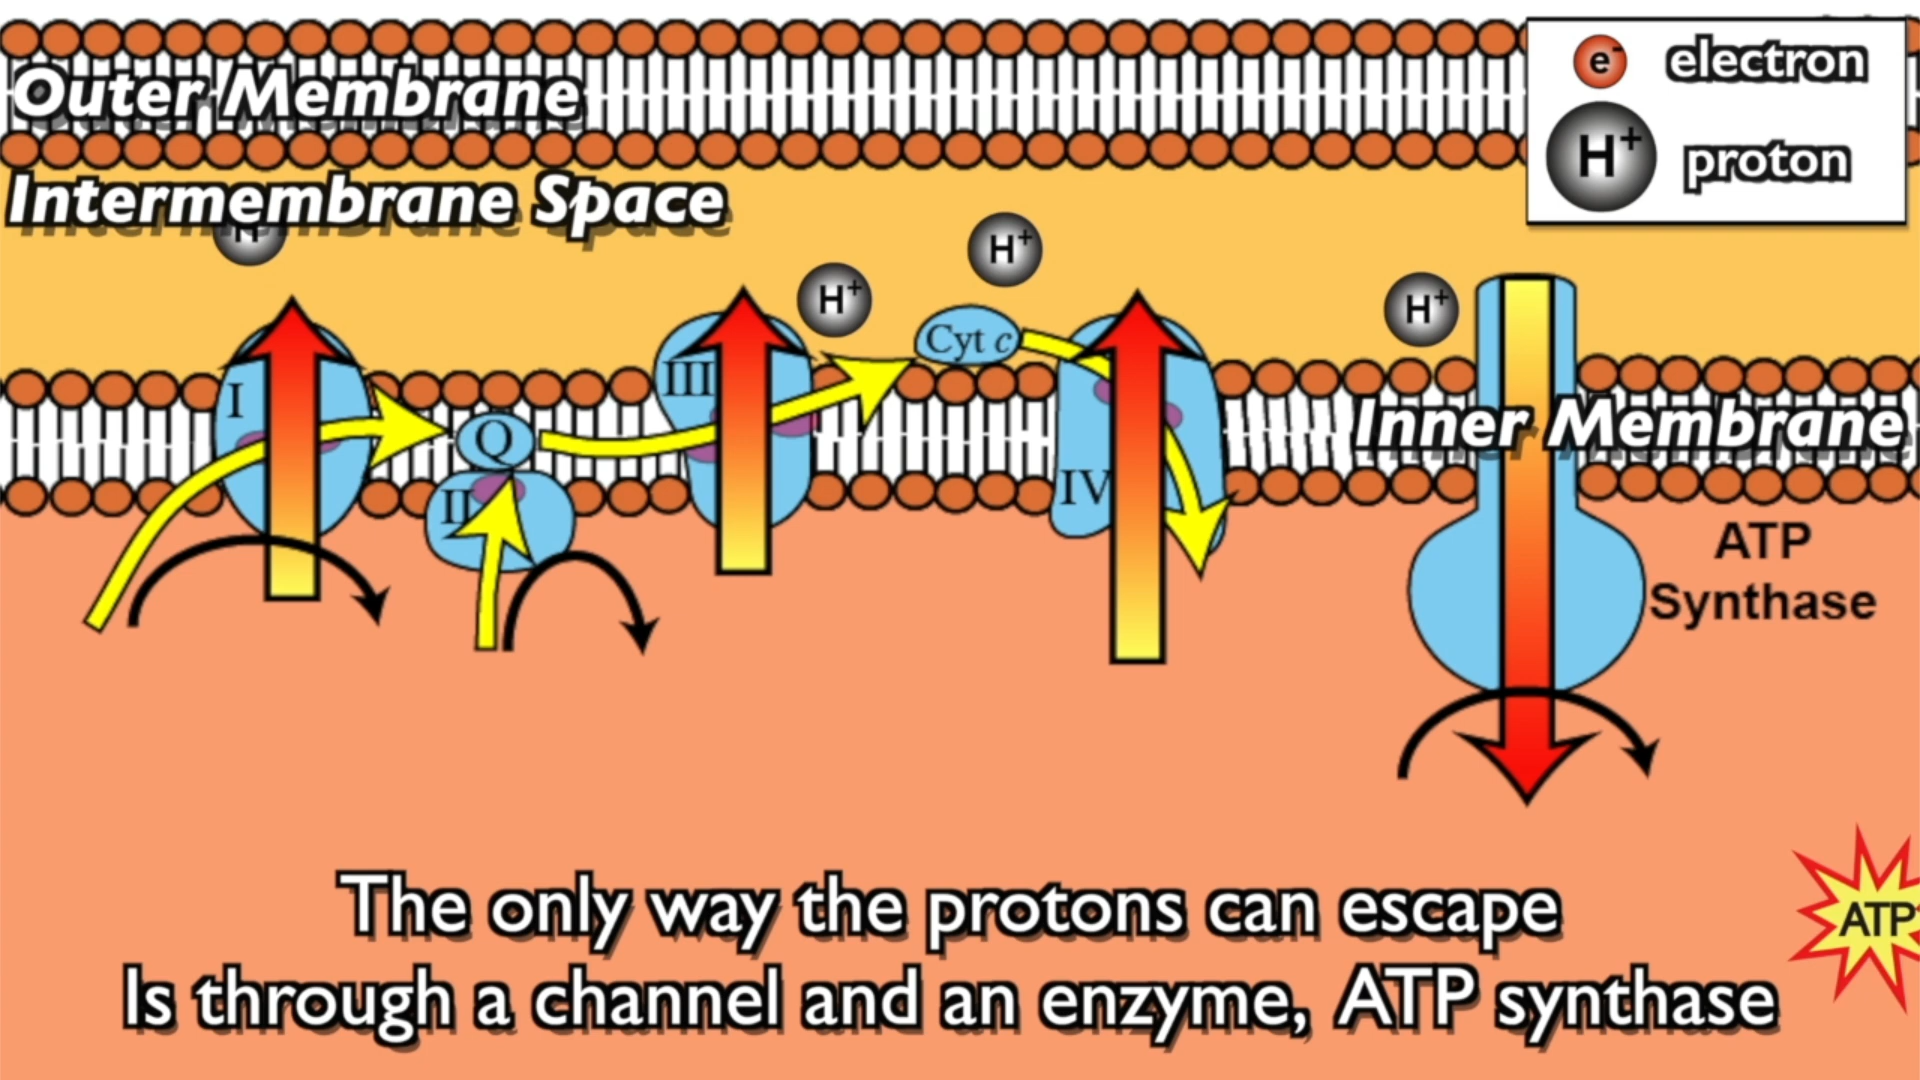 Outer Membrane
Intermembrane Space
e⁻ electron
H⁺ proton
H
H⁺
H⁺
H⁺
Cyt c
I
III
Q
II
IV
Inner Membrane
ATP
Synthase
The only way the protons can escape
Is through a channel and an enzyme, ATP synthase
ATP